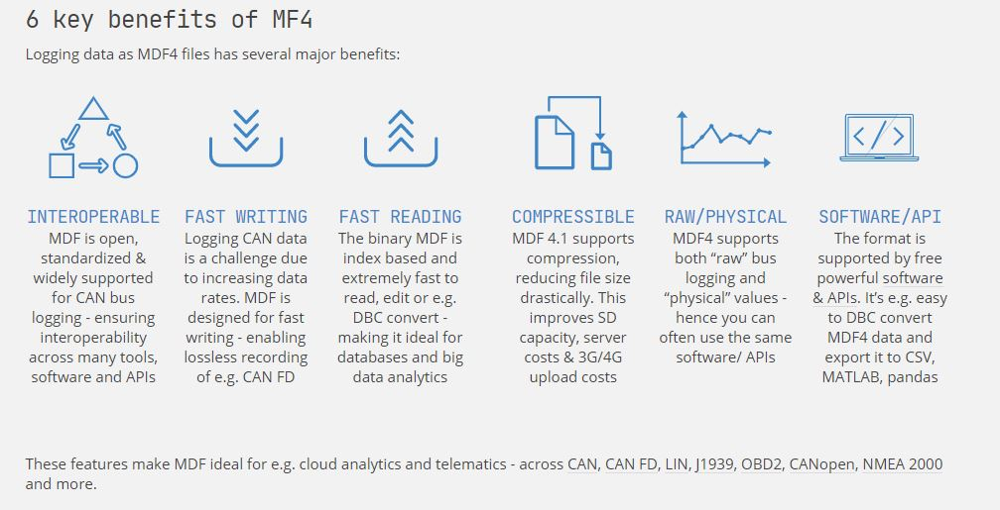 6 key benefits of MF4
Logging data as MDF4 files has several major benefits:
INTEROPERABLE
MDF is open,
standardized &
widely supported
for CAN bus
logging - ensuring
interoperability
across many tools,
software and APIs
FAST WRITING
Logging CAN data
is a challenge due
to increasing data
rates. MDF is
designed for fast
writing - enabling
lossless recording
of e.g. CAN FD
FAST READING
The binary MDF is
index based and
extremely fast to
read, edit or e.g.
DBC convert -
making it ideal for
databases and big
data analytics
COMPRESSIBLE
MDF 4.1 supports
compression,
reducing file size
drastically. This
improves SD
capacity, server
costs & 3G/4G
upload costs
RAW/PHYSICAL
MDF4 supports
both “raw” bus
logging and
“physical” values -
hence you can
often use the same
software/ APIs
</>
SOFTWARE/API
The format is
supported by free
powerful software
& APIs. It’s e.g. easy
to DBC convert
MDF4 data and
export it to CSV,
MATLAB, pandas
These features make MDF ideal for e.g. cloud analytics and telematics - across CAN, CAN FD, LIN, J1939, OBD2, CANopen, NMEA 2000
and more.